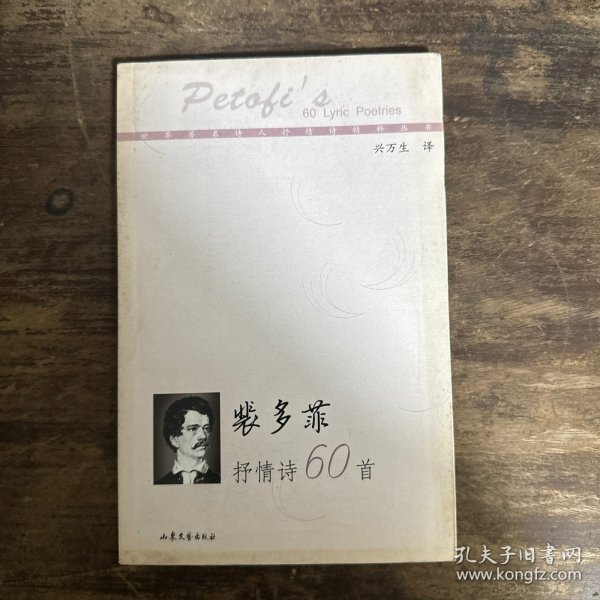 Petofi's
60 Lyric Poetries
世界著名诗人抒情诗精粹丛书
兴万生 译
裴多菲
抒情诗60首
山东文艺出版社
孔夫子旧书网
www.kongfz.com